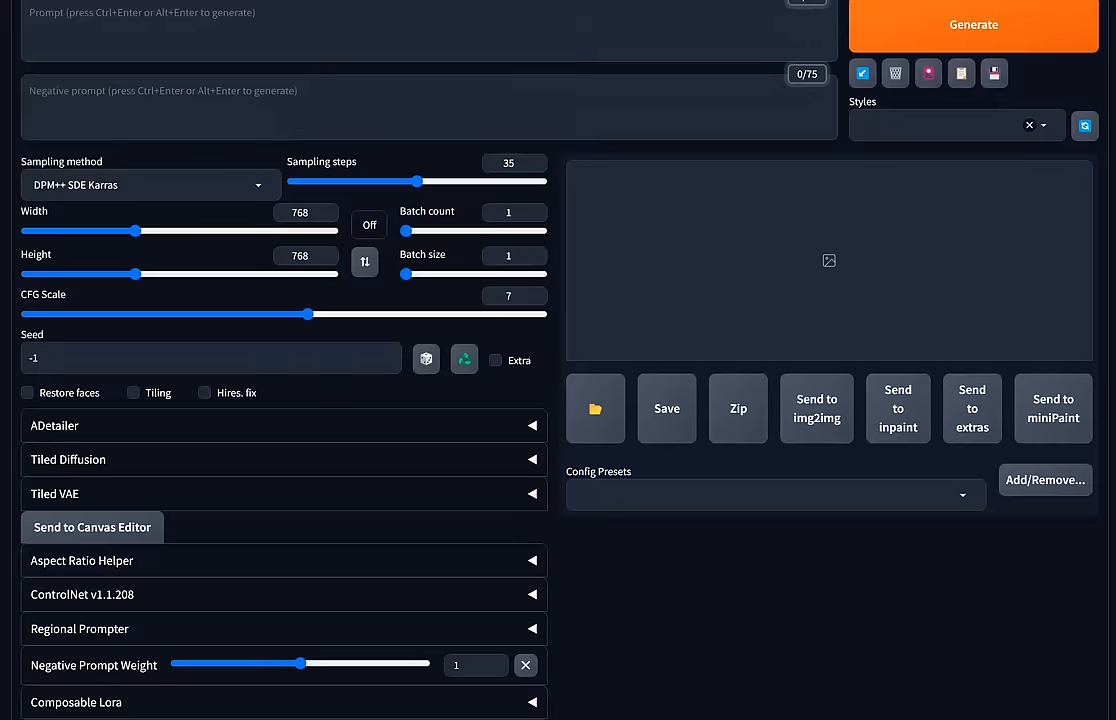 Prompt (press Ctrl+Enter or Alt+Enter to generate)
Generate
0/75
Negative prompt (press Ctrl+Enter or Alt+Enter to generate)
Styles
Sampling method
Sampling steps
35
DPM++ SDE Karras
Width
768
Off
Batch count
1
Height
768
Batch size
1
CFG Scale
7
Seed
-1
Extra
Restore faces
Tiling
Hires. fix
ADetailer
Tiled Diffusion
Tiled VAE
Send to Canvas Editor
Aspect Ratio Helper
ControlNet v1.1.208
Regional Prompter
Negative Prompt Weight
1
Composable Lora
Save
Zip
Send to
img2img
Send
to
inpaint
Send
to
extras
Send to
miniPaint
Config Presets
Add/Remove...